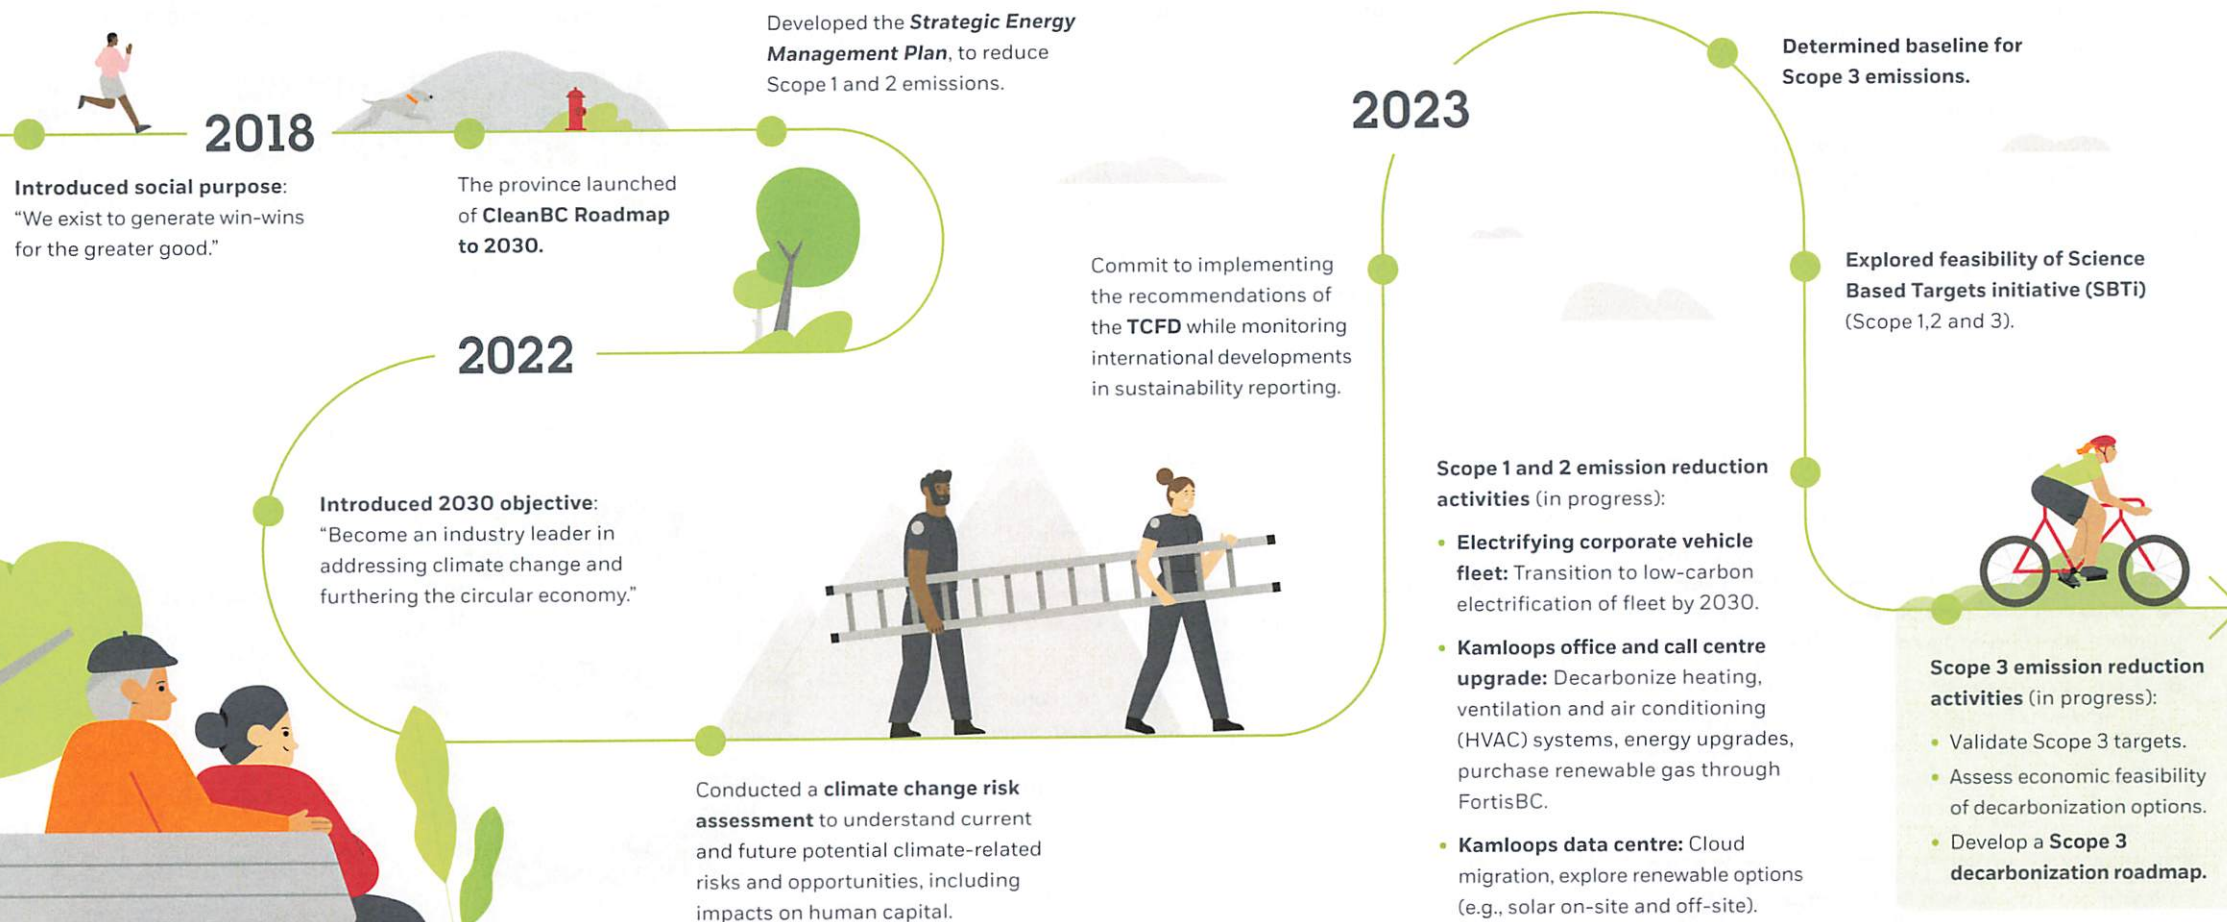 Introduced social purpose:
“We exist to generate win-wins
for the greater good.”
2018
The province launched
of CleanBC Roadmap
to 2030.
Developed the Strategic Energy
Management Plan, to reduce
Scope 1 and 2 emissions.
2022
Introduced 2030 objective:
“Become an industry leader in
addressing climate change and
furthering the circular economy.”
Conducted a climate change risk
assessment to understand current
and future potential climate-related
risks and opportunities, including
impacts on human capital.
Commit to implementing
the recommendations of
the TCFD while monitoring
international developments
in sustainability reporting.
2023
Determined baseline for
Scope 3 emissions.
Explored feasibility of Science
Based Targets initiative (SBTi)
(Scope 1,2 and 3).
Scope 1 and 2 emission reduction
activities (in progress):
• Electrifying corporate vehicle
fleet: Transition to low-carbon
electrification of fleet by 2030.
• Kamloops office and call centre
upgrade: Decarbonize heating,
ventilation and air conditioning
(HVAC) systems, energy upgrades,
purchase renewable gas through
FortisBC.
• Kamloops data centre: Cloud
migration, explore renewable options
(e.g., solar on-site and off-site).
Scope 3 emission reduction
activities (in progress):
• Validate Scope 3 targets.
• Assess economic feasibility
of decarbonization options.
• Develop a Scope 3
decarbonization roadmap.